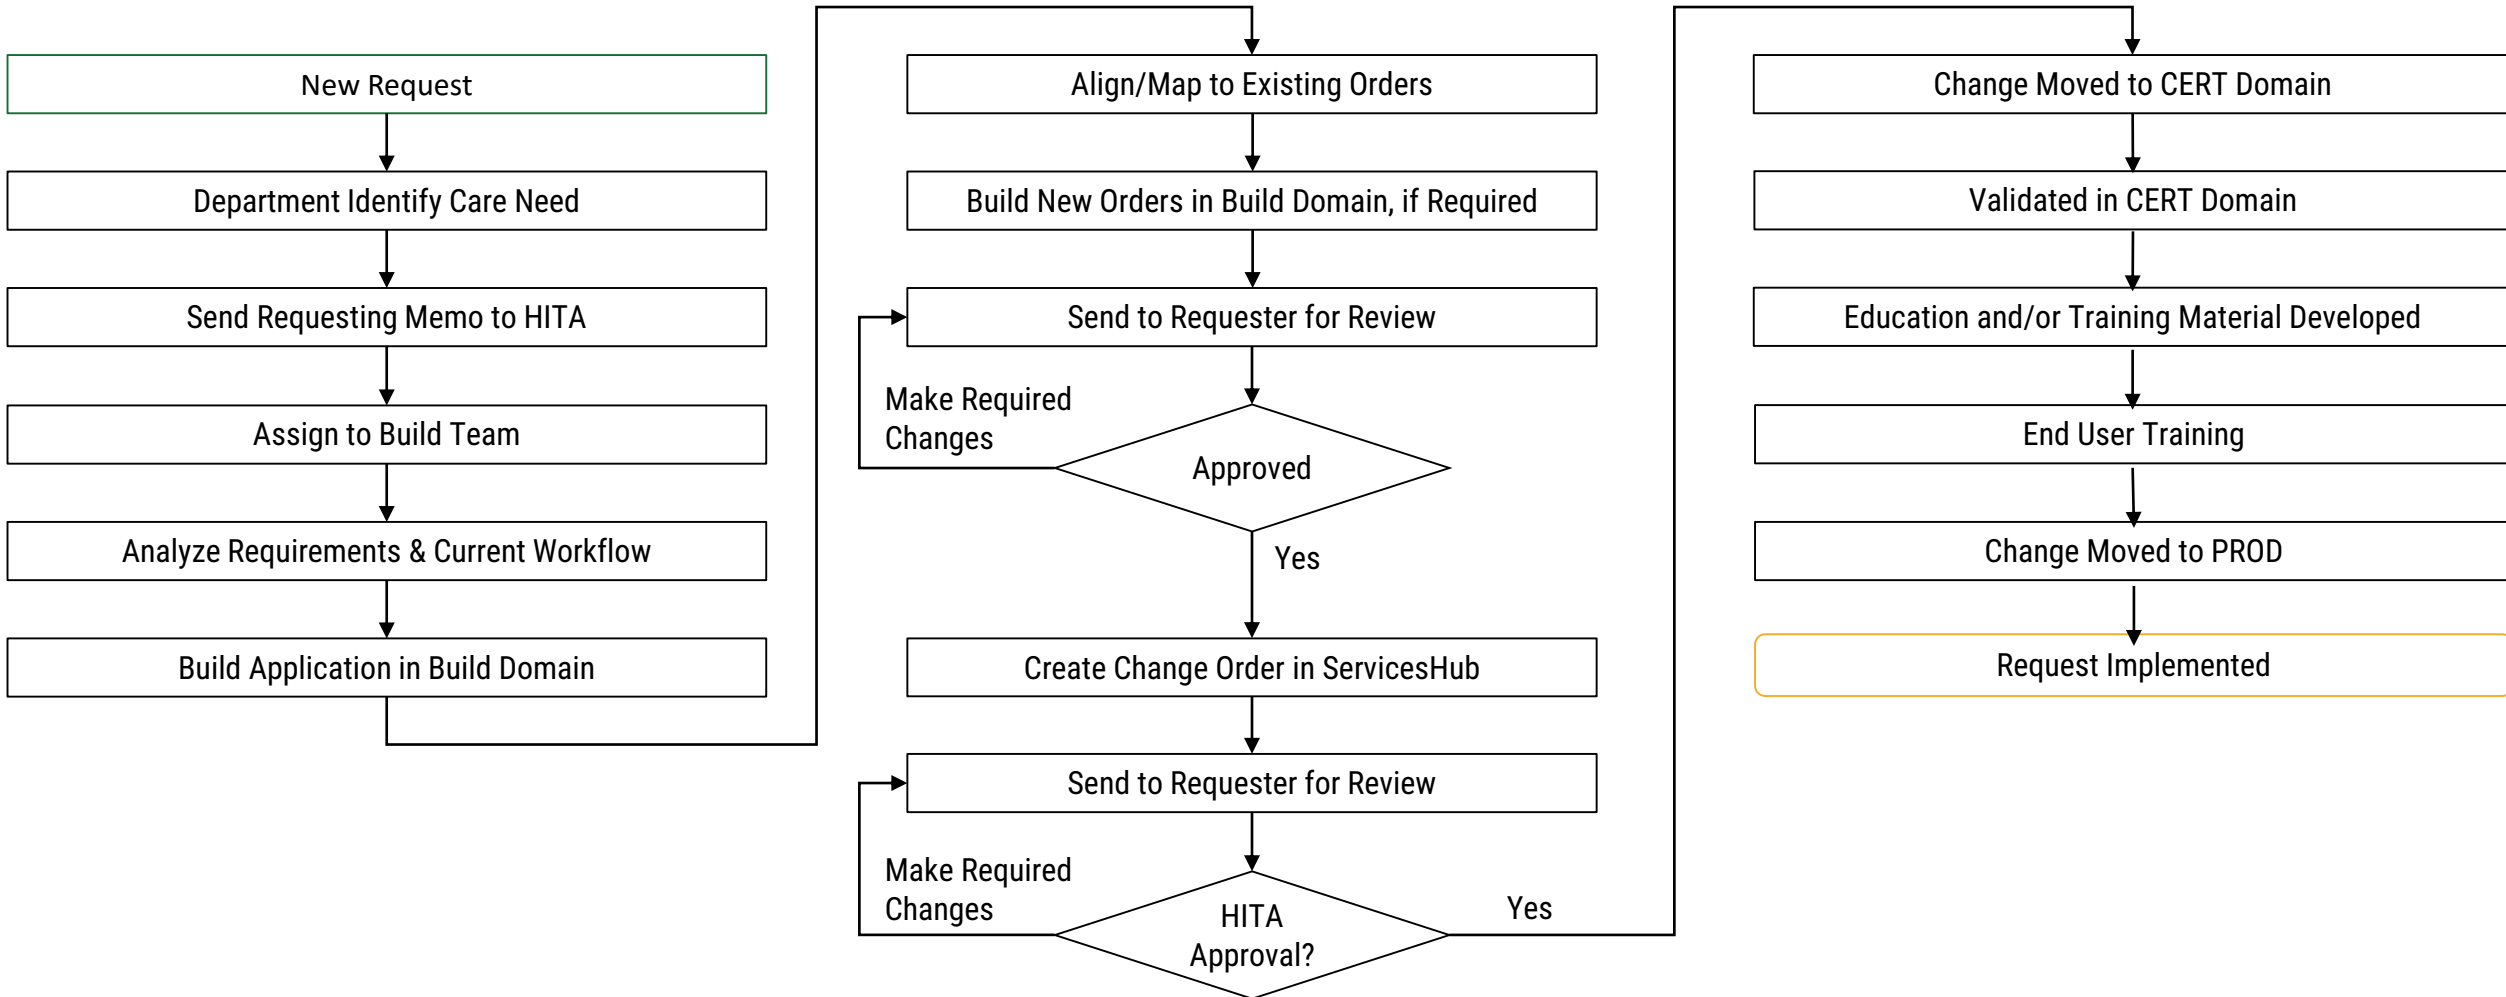 New Request
Department Identify Care Need
Send Requesting Memo to HITA
Assign to Build Team
Analyze Requirements & Current Workflow
Build Application in Build Domain
Align/Map to Existing Orders
Build New Orders in Build Domain, if Required
Send to Requester for Review
Make Required
Changes
Approved
Yes
Create Change Order in ServicesHub
Send to Requester for Review
Make Required
Changes
HITA
Approval?
Yes
Change Moved to CERT Domain
Validated in CERT Domain
Education and/or Training Material Developed
End User Training
Change Moved to PROD
Request Implemented